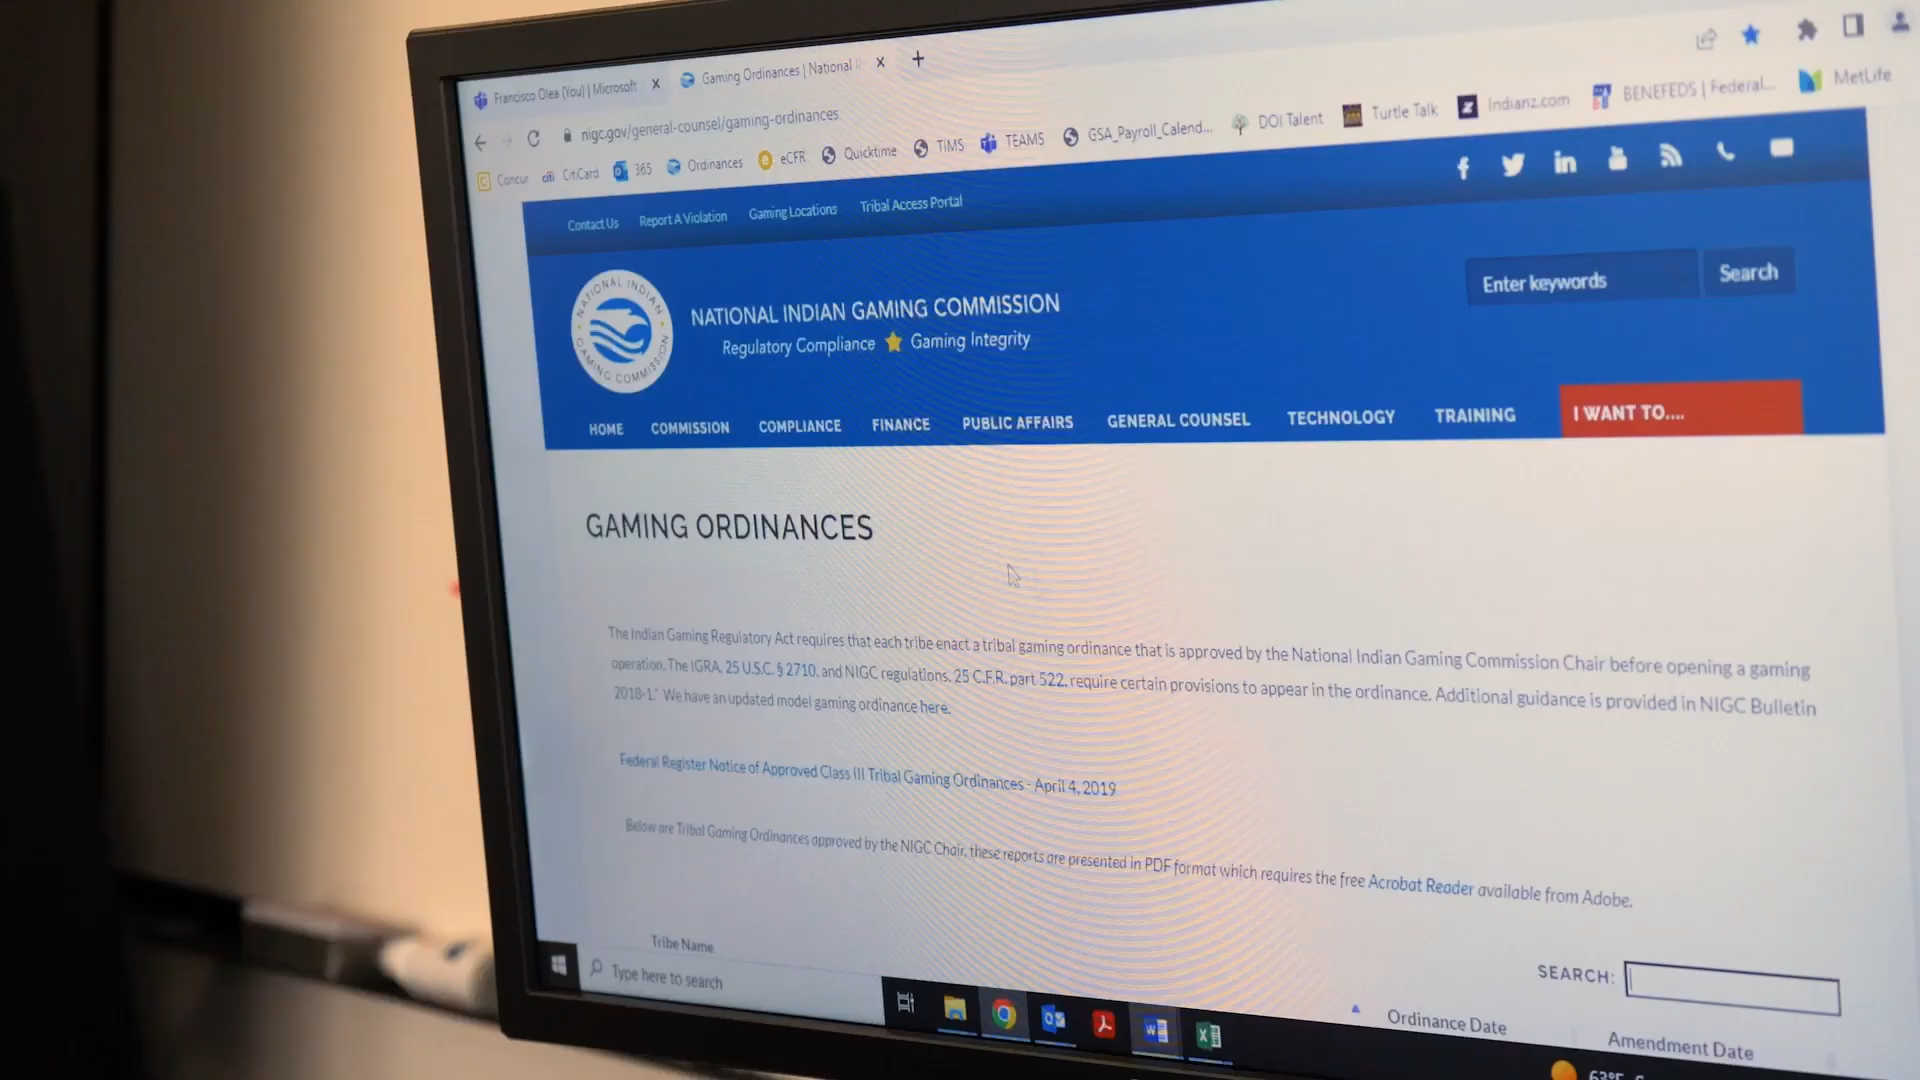 Francisco Olea (You) | Microsoft
Gaming Ordinances | National
nigc.gov/general-counsel/gaming-ordinances
Concur CitiCard 365 Ordinances eCFR Quicktime TIMS TEAMS GSA_Payroll_Calend... DOI Talent Turtle Talk Indianz.com BENEFEDS | Federal... MetLife
Contact Us Report A Violation Gaming Locations Tribal Access Portal
NATIONAL INDIAN GAMING COMMISSION
NATIONAL INDIAN GAMING COMMISSION
Regulatory Compliance Gaming Integrity
Enter keywords Search
HOME COMMISSION COMPLIANCE FINANCE PUBLIC AFFAIRS GENERAL COUNSEL TECHNOLOGY TRAINING I WANT TO....
GAMING ORDINANCES
The Indian Gaming Regulatory Act requires that each tribe enact a tribal gaming ordinance that is approved by the National Indian Gaming Commission Chair before opening a gaming
operation. The IGRA, 25 U.S.C. § 2710, and NIGC regulations, 25 C.F.R. part 522, require certain provisions to appear in the ordinance. Additional guidance is provided in NIGC Bulletin
2018-1." We have an updated model gaming ordinance here.
Federal Register Notice of Approved Class III Tribal Gaming Ordinances - April 4, 2019
Below are Tribal Gaming Ordinances approved by the NIGC Chair, these reports are presented in PDF format which requires the free Acrobat Reader available from Adobe.
SEARCH:
Tribe Name Ordinance Date Amendment Date
Type here to search